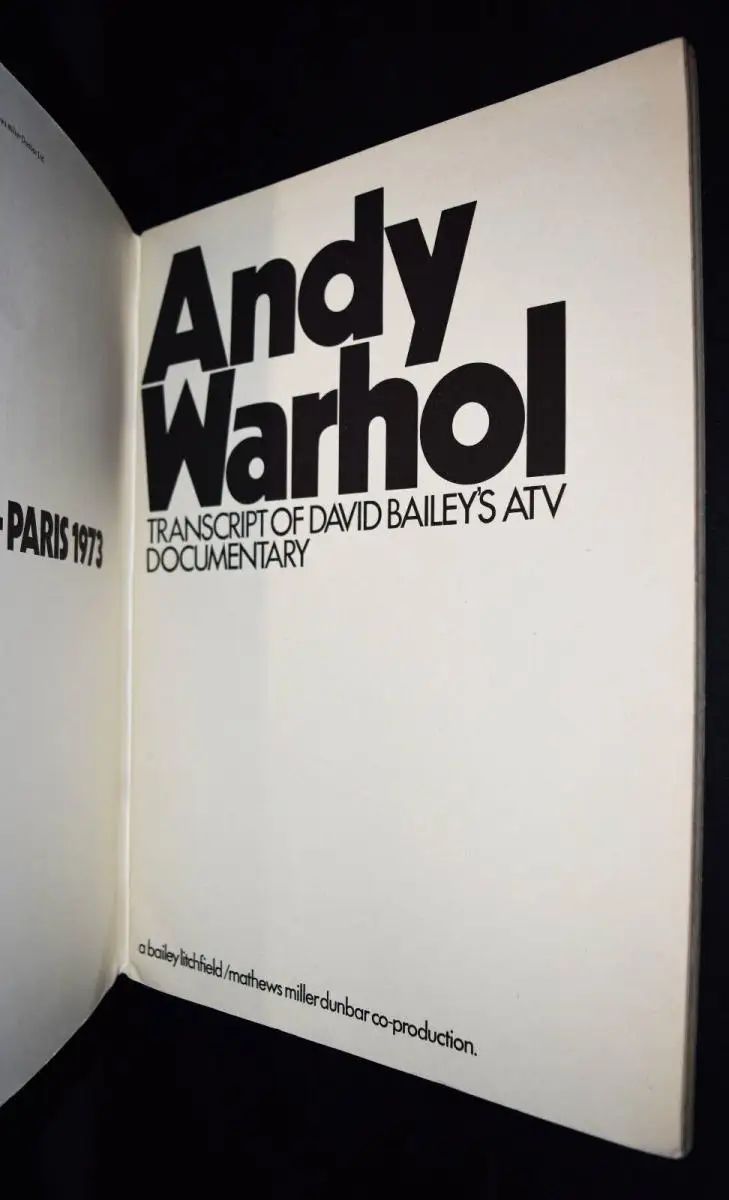 - PARIS 1973
Andy
Warhol
TRANSCRIPT OF DAVID BAILEY'S ATV
DOCUMENTARY
a bailey litchfield/mathews miller dunbar co-production.